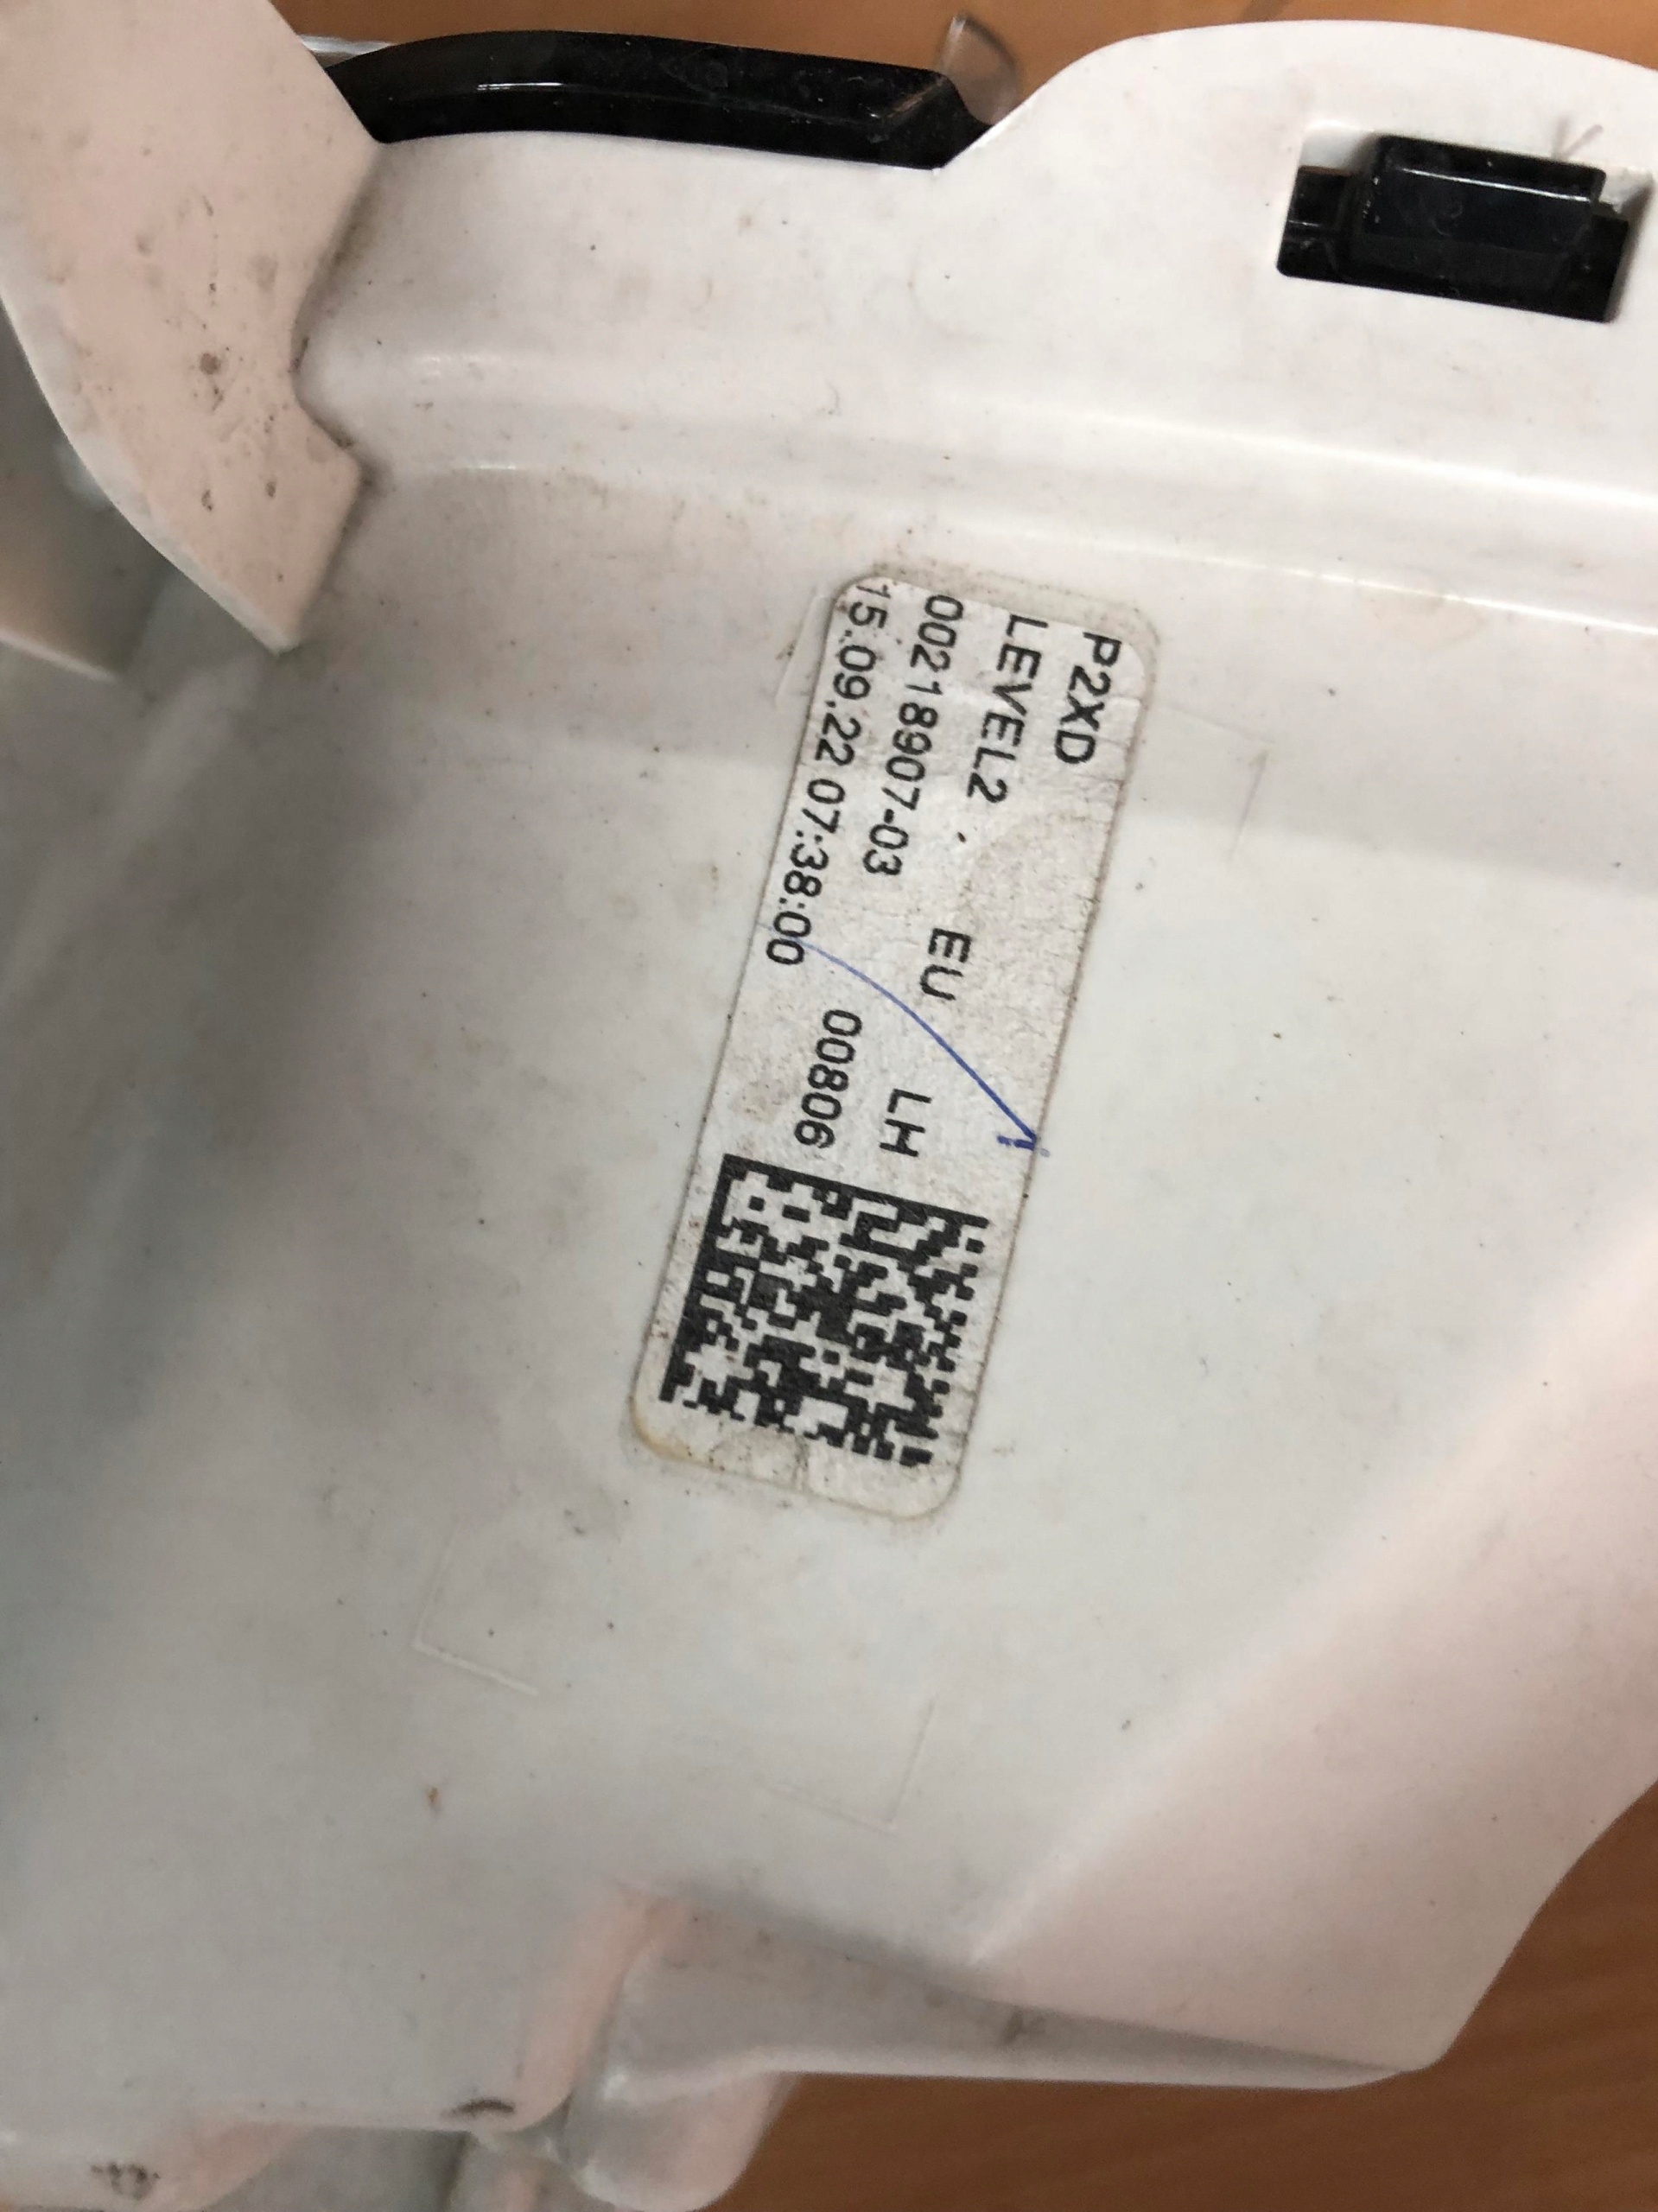 P2XD
LEVEL2 . EU LH
00218907-03 00806
15.09.22 07:38:00